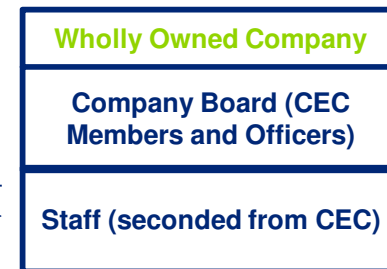 Wholly Owned Company
Company Board (CEC
Members and Officers)
Staff (seconded from CEC)